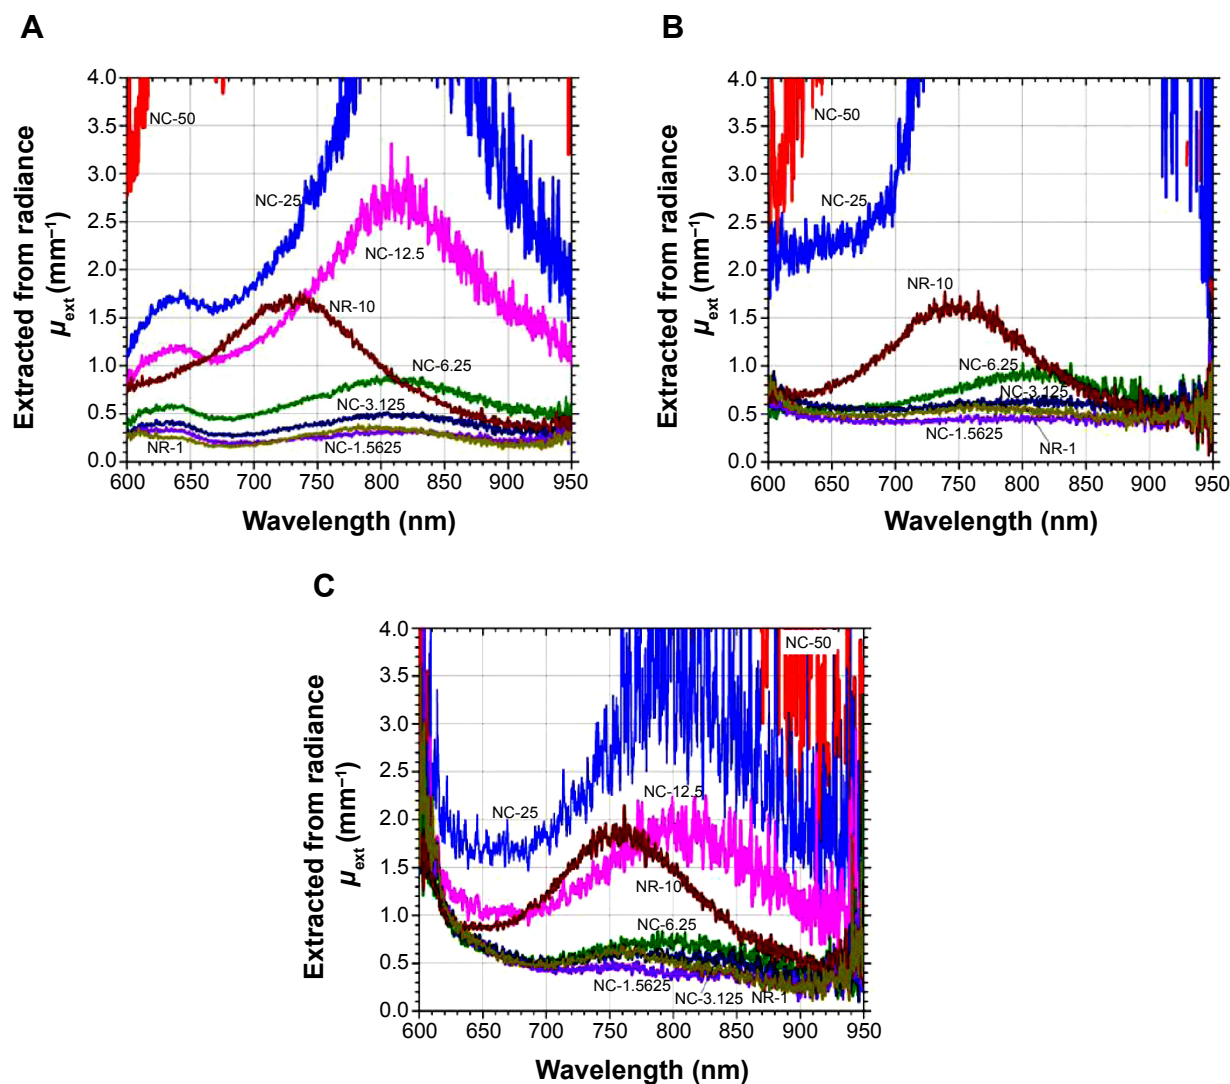 A
B
4.0
3.5
3.0
2.5
2.0
1.5
1.0
0.5
0.0
Extracted from radiance
μext (mm−1)
NC-50
NC-25
NC-12.5
NR-10
NC-6.25
NC-3.125
NR-1
NC-1.5625
600 650 700 750 800 850 900 950
Wavelength (nm)
4.0
3.5
3.0
2.5
2.0
1.5
1.0
0.5
0.0
Extracted from radiance
μext (mm−1)
NC-50
NC-25
NR-10
NC-6.25
NC-3.125
NC-1.5625
NR-1
600 650 700 750 800 850 900 950
Wavelength (nm)
C
4.0
3.5
3.0
2.5
2.0
1.5
1.0
0.5
0.0
Extracted from radiance
μext (mm−1)
NC-50
NC-25
NC-12.5
NR-10
NC-6.25
NC-1.5625
NC-3.125
NR-1
600 650 700 750 800 850 900 950
Wavelength (nm)